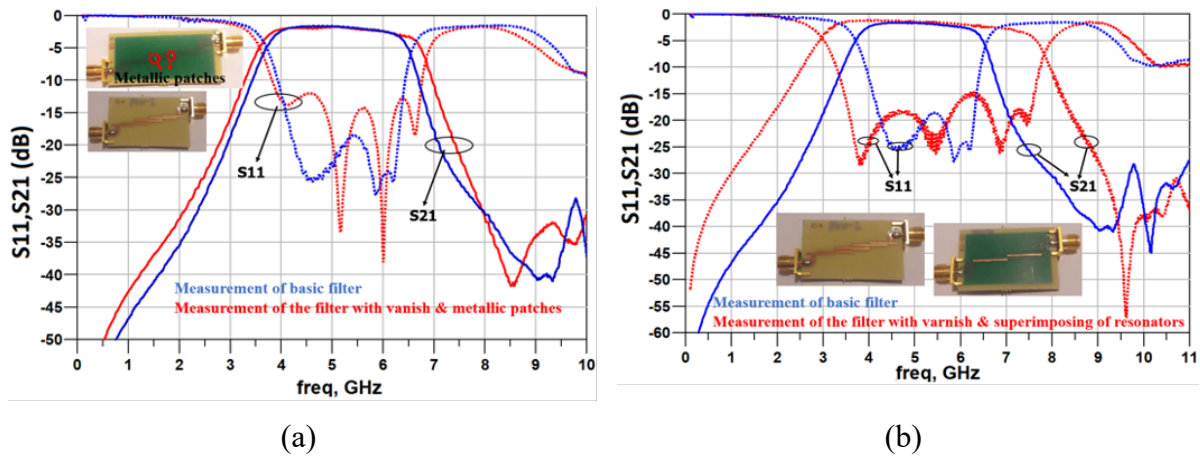 0
-5
-10
-15
-20
-25
-30
-35
-40
-45
-50
S11,S21 (dB)
Metallic patches
S11
S21
Measurement of basic filter
Measurement of the filter with vanish & metallic patches
0 1 2 3 4 5 6 7 8 9 10
freq, GHz
(a)
0
-5
-10
-15
-20
-25
-30
-35
-40
-45
-50
-55
-60
S11,S21 (dB)
S11
S21
Measurement of basic filter
Measurement of the filter with varnish & superimposing of resonators
0 1 2 3 4 5 6 7 8 9 10 11
freq, GHz
(b)